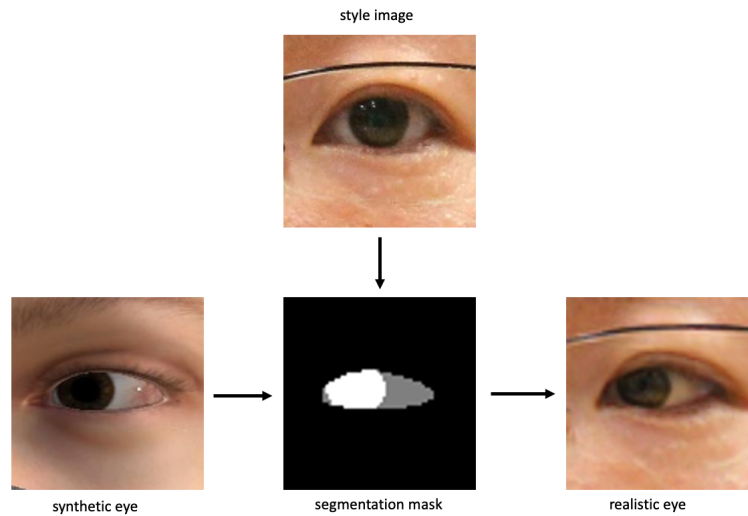 style image
synthetic eye
segmentation mask
realistic eye